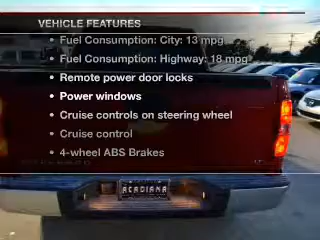 VEHICLE FEATURES
• Fuel Consumption: City: 13 mpg
• Fuel Consumption: Highway: 18 mpg
• Remote power door locks
• Power windows
• Cruise controls on steering wheel
• Cruise control
• 4-wheel ABS Brakes
ACADIANA